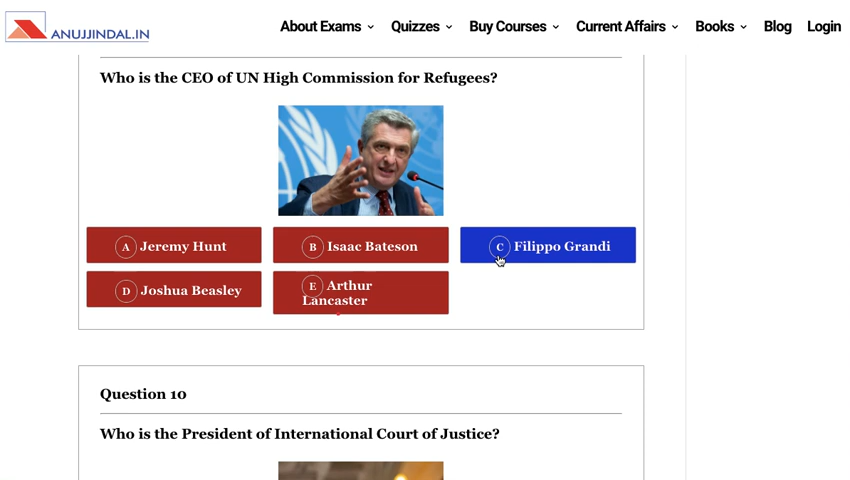 ANUJJINDAL.IN
About Exams Quizzes Buy Courses Current Affairs Books Blog Login
Who is the CEO of UN High Commission for Refugees?
A Jeremy Hunt
B Isaac Bateson
C Filippo Grandi
D Joshua Beasley
E Arthur
Lancaster
Question 10
Who is the President of International Court of Justice?